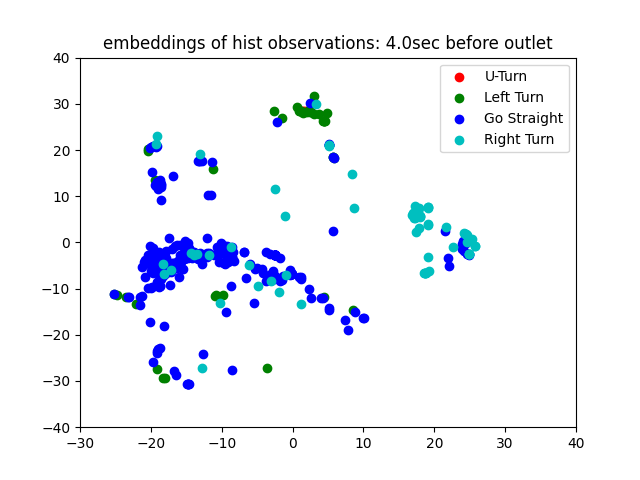 embeddings of hist observations: 4.0sec before outlet
U-Turn
Left Turn
Go Straight
Right Turn
40
30
20
10
0
−10
−20
−30
−40
−30 −20 −10 0 10 20 30 40